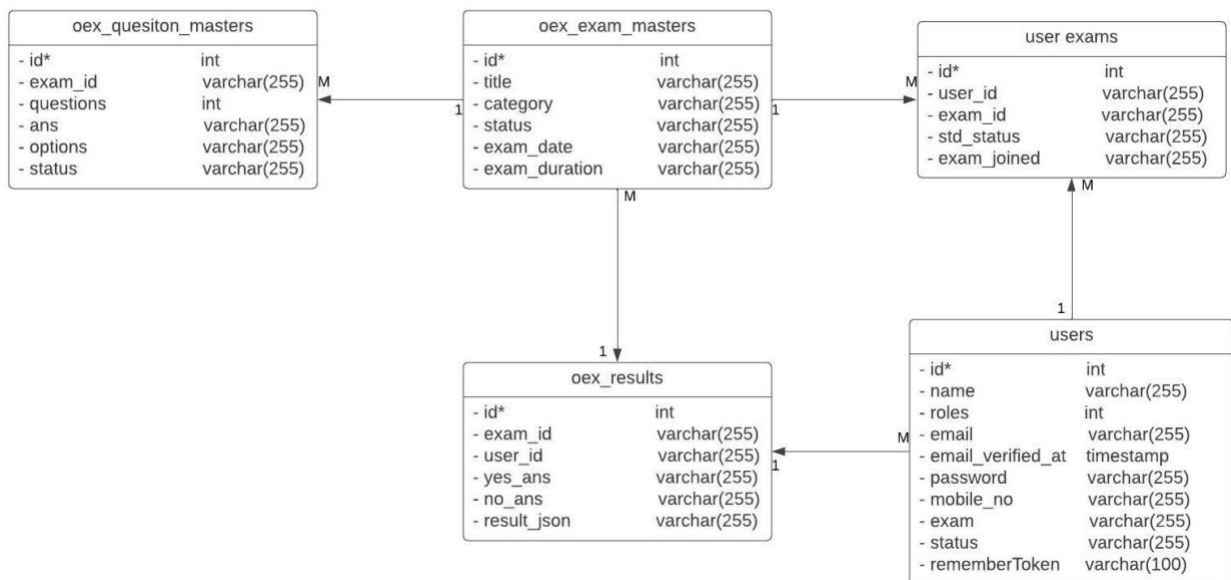 oex_quesiton_masters
- id* int
- exam_id varchar(255)
- questions int
- ans varchar(255)
- options varchar(255)
- status varchar(255)
M
1
oex_exam_masters
- id* int
- title varchar(255)
- category varchar(255)
- status varchar(255)
- exam_date varchar(255)
- exam_duration varchar(255)
1
M
user exams
- id* int
- user_id varchar(255)
- exam_id varchar(255)
- std_status varchar(255)
- exam_joined varchar(255)
M
M
1
1
oex_results
- id* int
- exam_id varchar(255)
- user_id varchar(255)
- yes_ans varchar(255)
- no_ans varchar(255)
- result_json varchar(255)
1
M
users
- id* int
- name varchar(255)
- roles int
- email varchar(255)
- email_verified_at timestamp
- password varchar(255)
- mobile_no varchar(255)
- exam varchar(255)
- status varchar(255)
- rememberToken varchar(100)